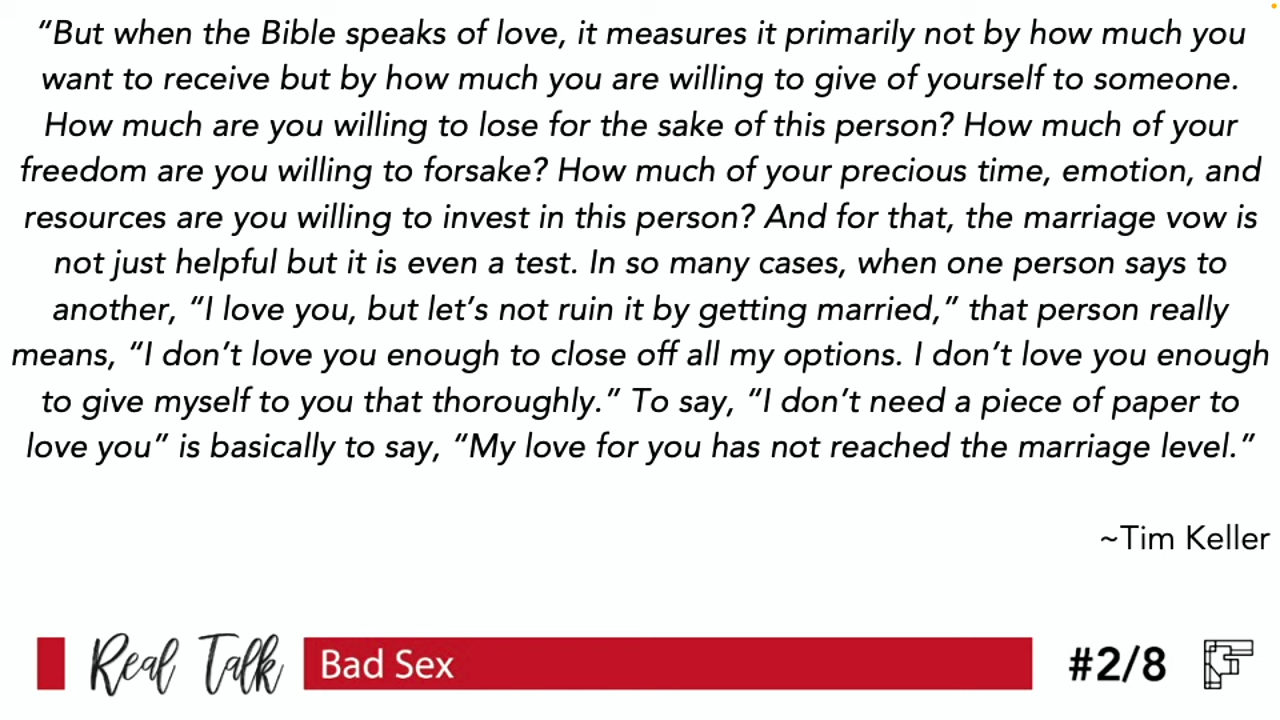 “But when the Bible speaks of love, it measures it primarily not by how much you
want to receive but by how much you are willing to give of yourself to someone.
How much are you willing to lose for the sake of this person? How much of your
freedom are you willing to forsake? How much of your precious time, emotion, and
resources are you willing to invest in this person? And for that, the marriage vow is
not just helpful but it is even a test. In so many cases, when one person says to
another, “I love you, but let’s not ruin it by getting married,” that person really
means, “I don’t love you enough to close off all my options. I don’t love you enough
to give myself to you that thoroughly.” To say, “I don’t need a piece of paper to
love you” is basically to say, “My love for you has not reached the marriage level.”
~Tim Keller
Real Talk Bad Sex #2/8